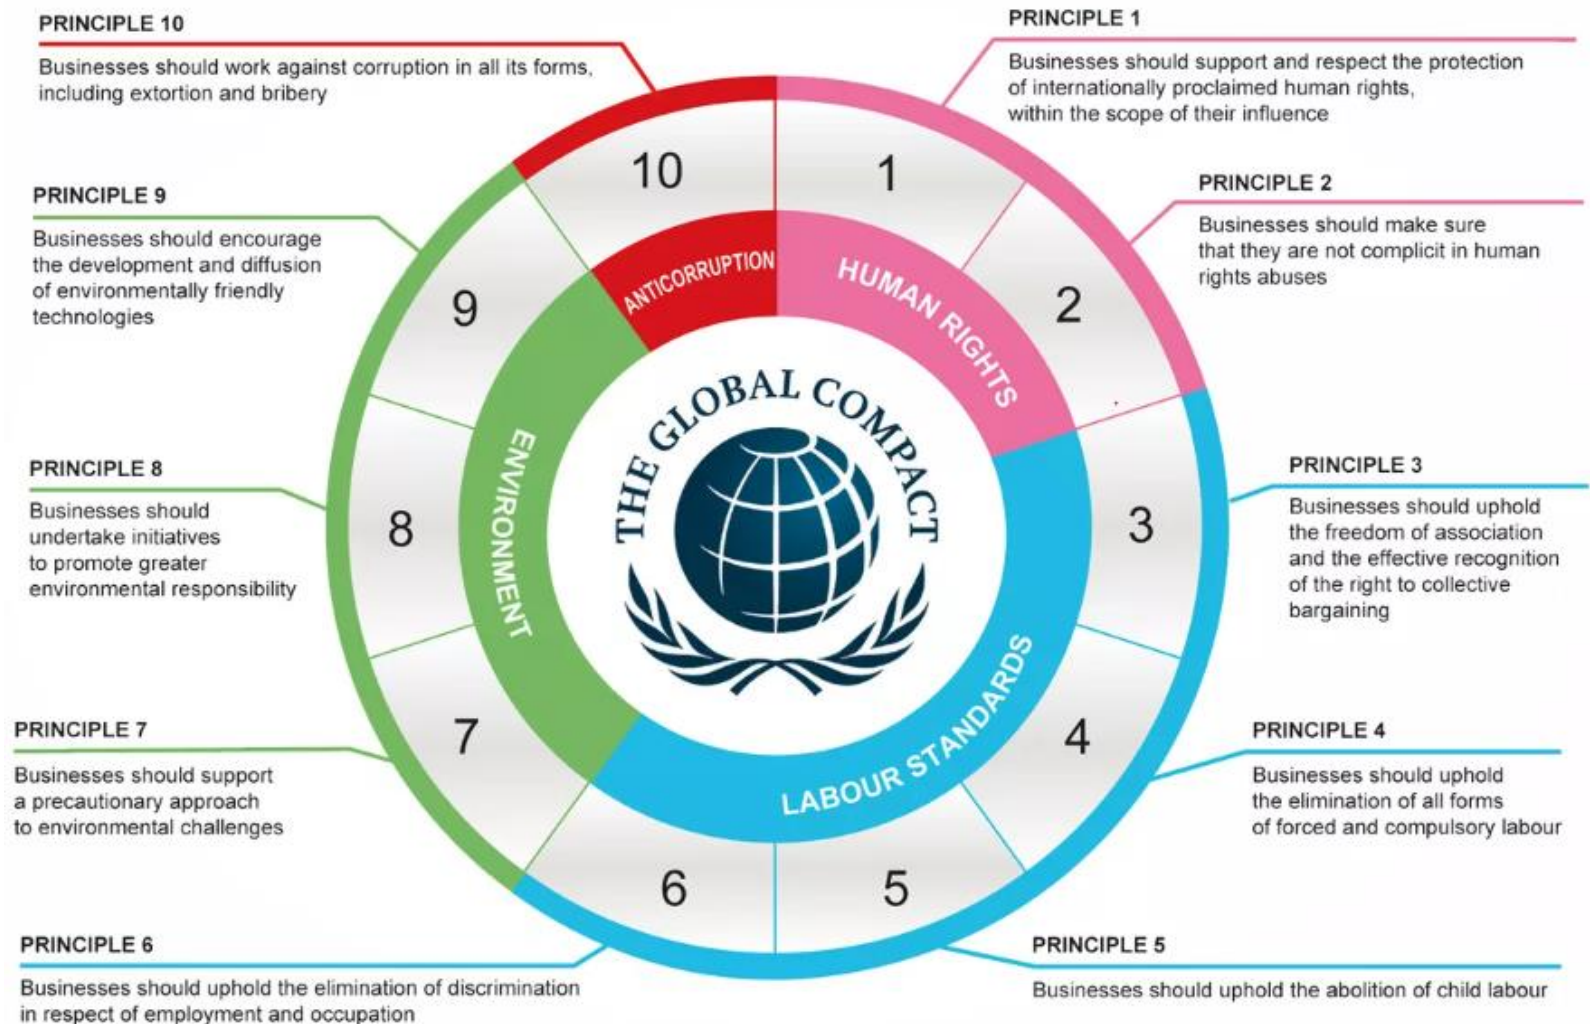 PRINCIPLE 10
Businesses should work against corruption in all its forms,
including extortion and bribery
PRINCIPLE 1
Businesses should support and respect the protection
of internationally proclaimed human rights,
within the scope of their influence
PRINCIPLE 9
Businesses should encourage
the development and diffusion
of environmentally friendly
technologies
PRINCIPLE 2
Businesses should make sure
that they are not complicit in human
rights abuses
PRINCIPLE 8
Businesses should
undertake initiatives
to promote greater
environmental responsibility
PRINCIPLE 3
Businesses should uphold
the freedom of association
and the effective recognition
of the right to collective
bargaining
PRINCIPLE 7
Businesses should support
a precautionary approach
to environmental challenges
PRINCIPLE 4
Businesses should uphold
the elimination of all forms
of forced and compulsory labour
PRINCIPLE 6
Businesses should uphold the elimination of discrimination
in respect of employment and occupation
PRINCIPLE 5
Businesses should uphold the abolition of child labour
10
1
9
2
8
3
7
4
6
5
ANTICORRUPTION
HUMAN RIGHTS
ENVIRONMENT
LABOUR STANDARDS
THE GLOBAL COMPACT